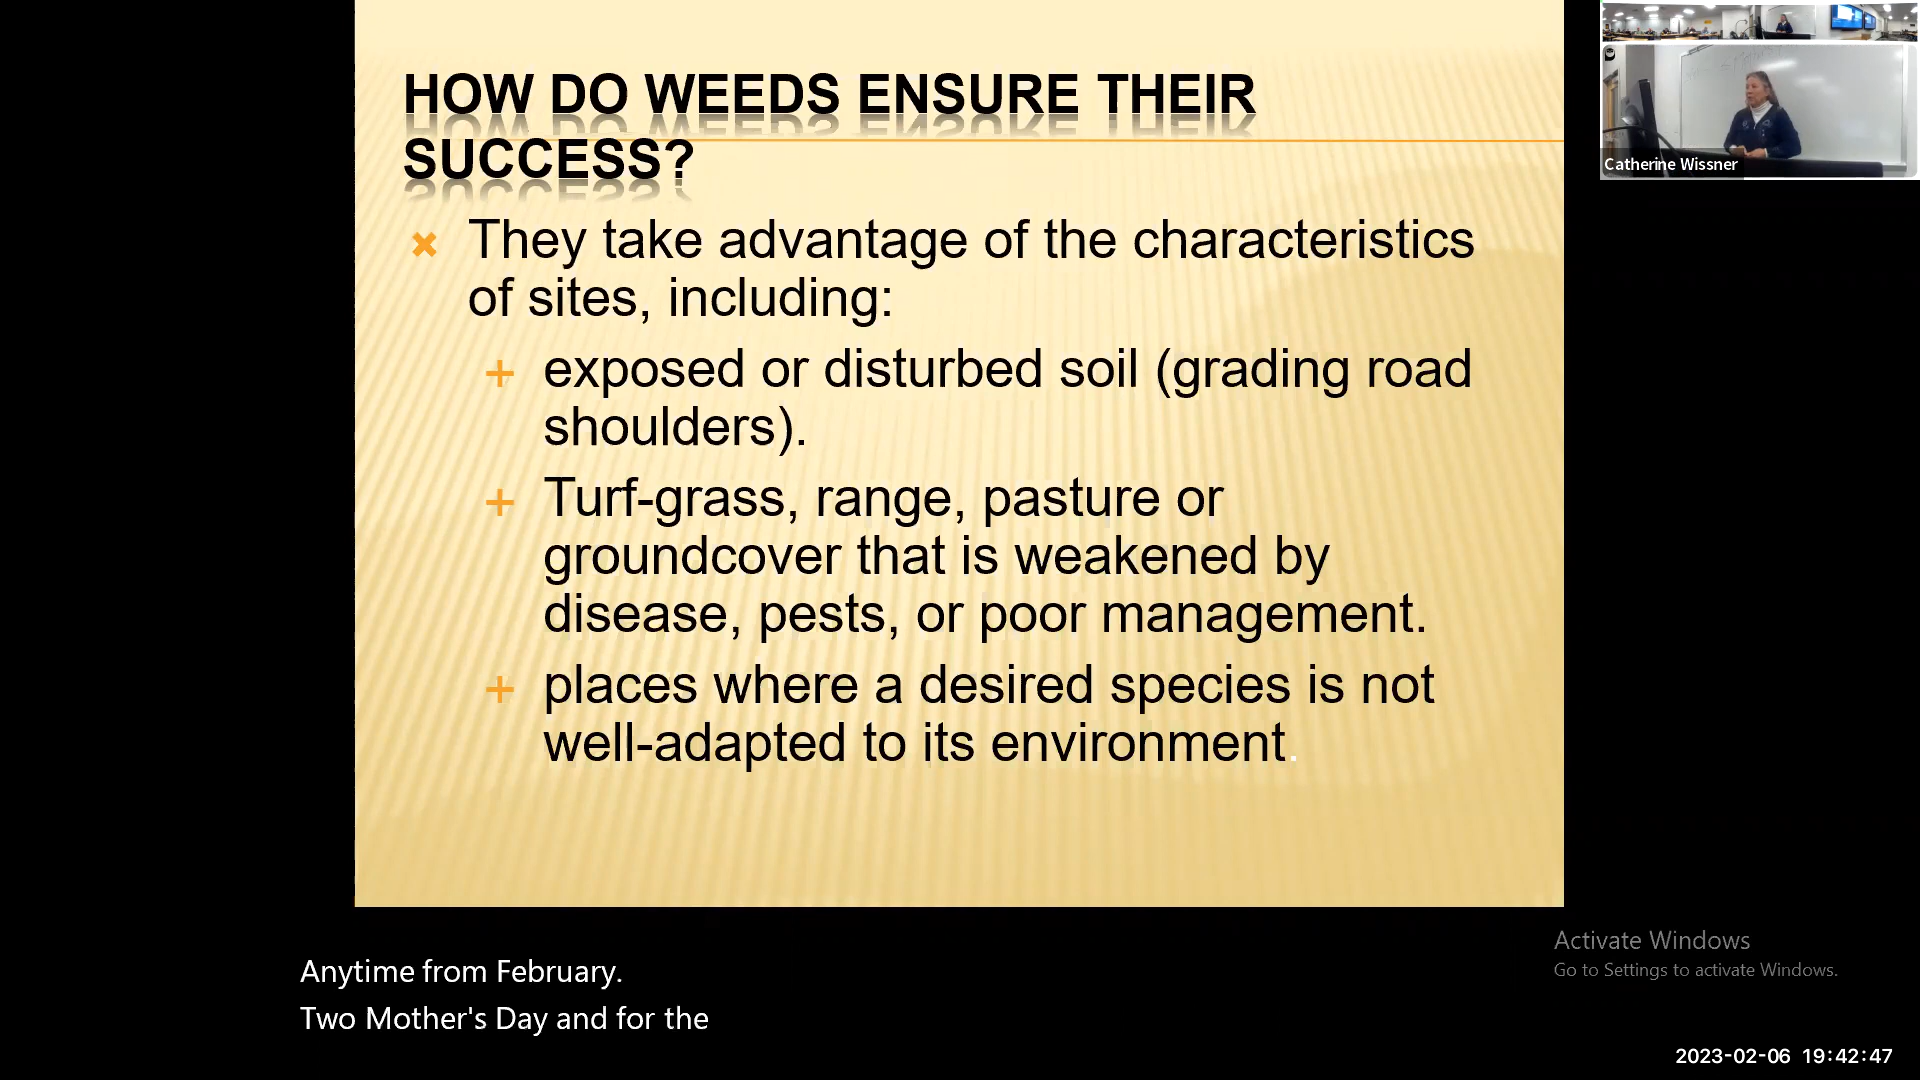 HOW DO WEEDS ENSURE THEIR
SUCCESS?
They take advantage of the characteristics
of sites, including:
exposed or disturbed soil (grading road
shoulders).
Turf-grass, range, pasture or
groundcover that is weakened by
disease, pests, or poor management.
places where a desired species is not
well-adapted to its environment.
Catherine Wissner
Anytime from February.
Two Mother's Day and for the
Activate Windows
Go to Settings to activate Windows.
2023-02-06 19:42:47